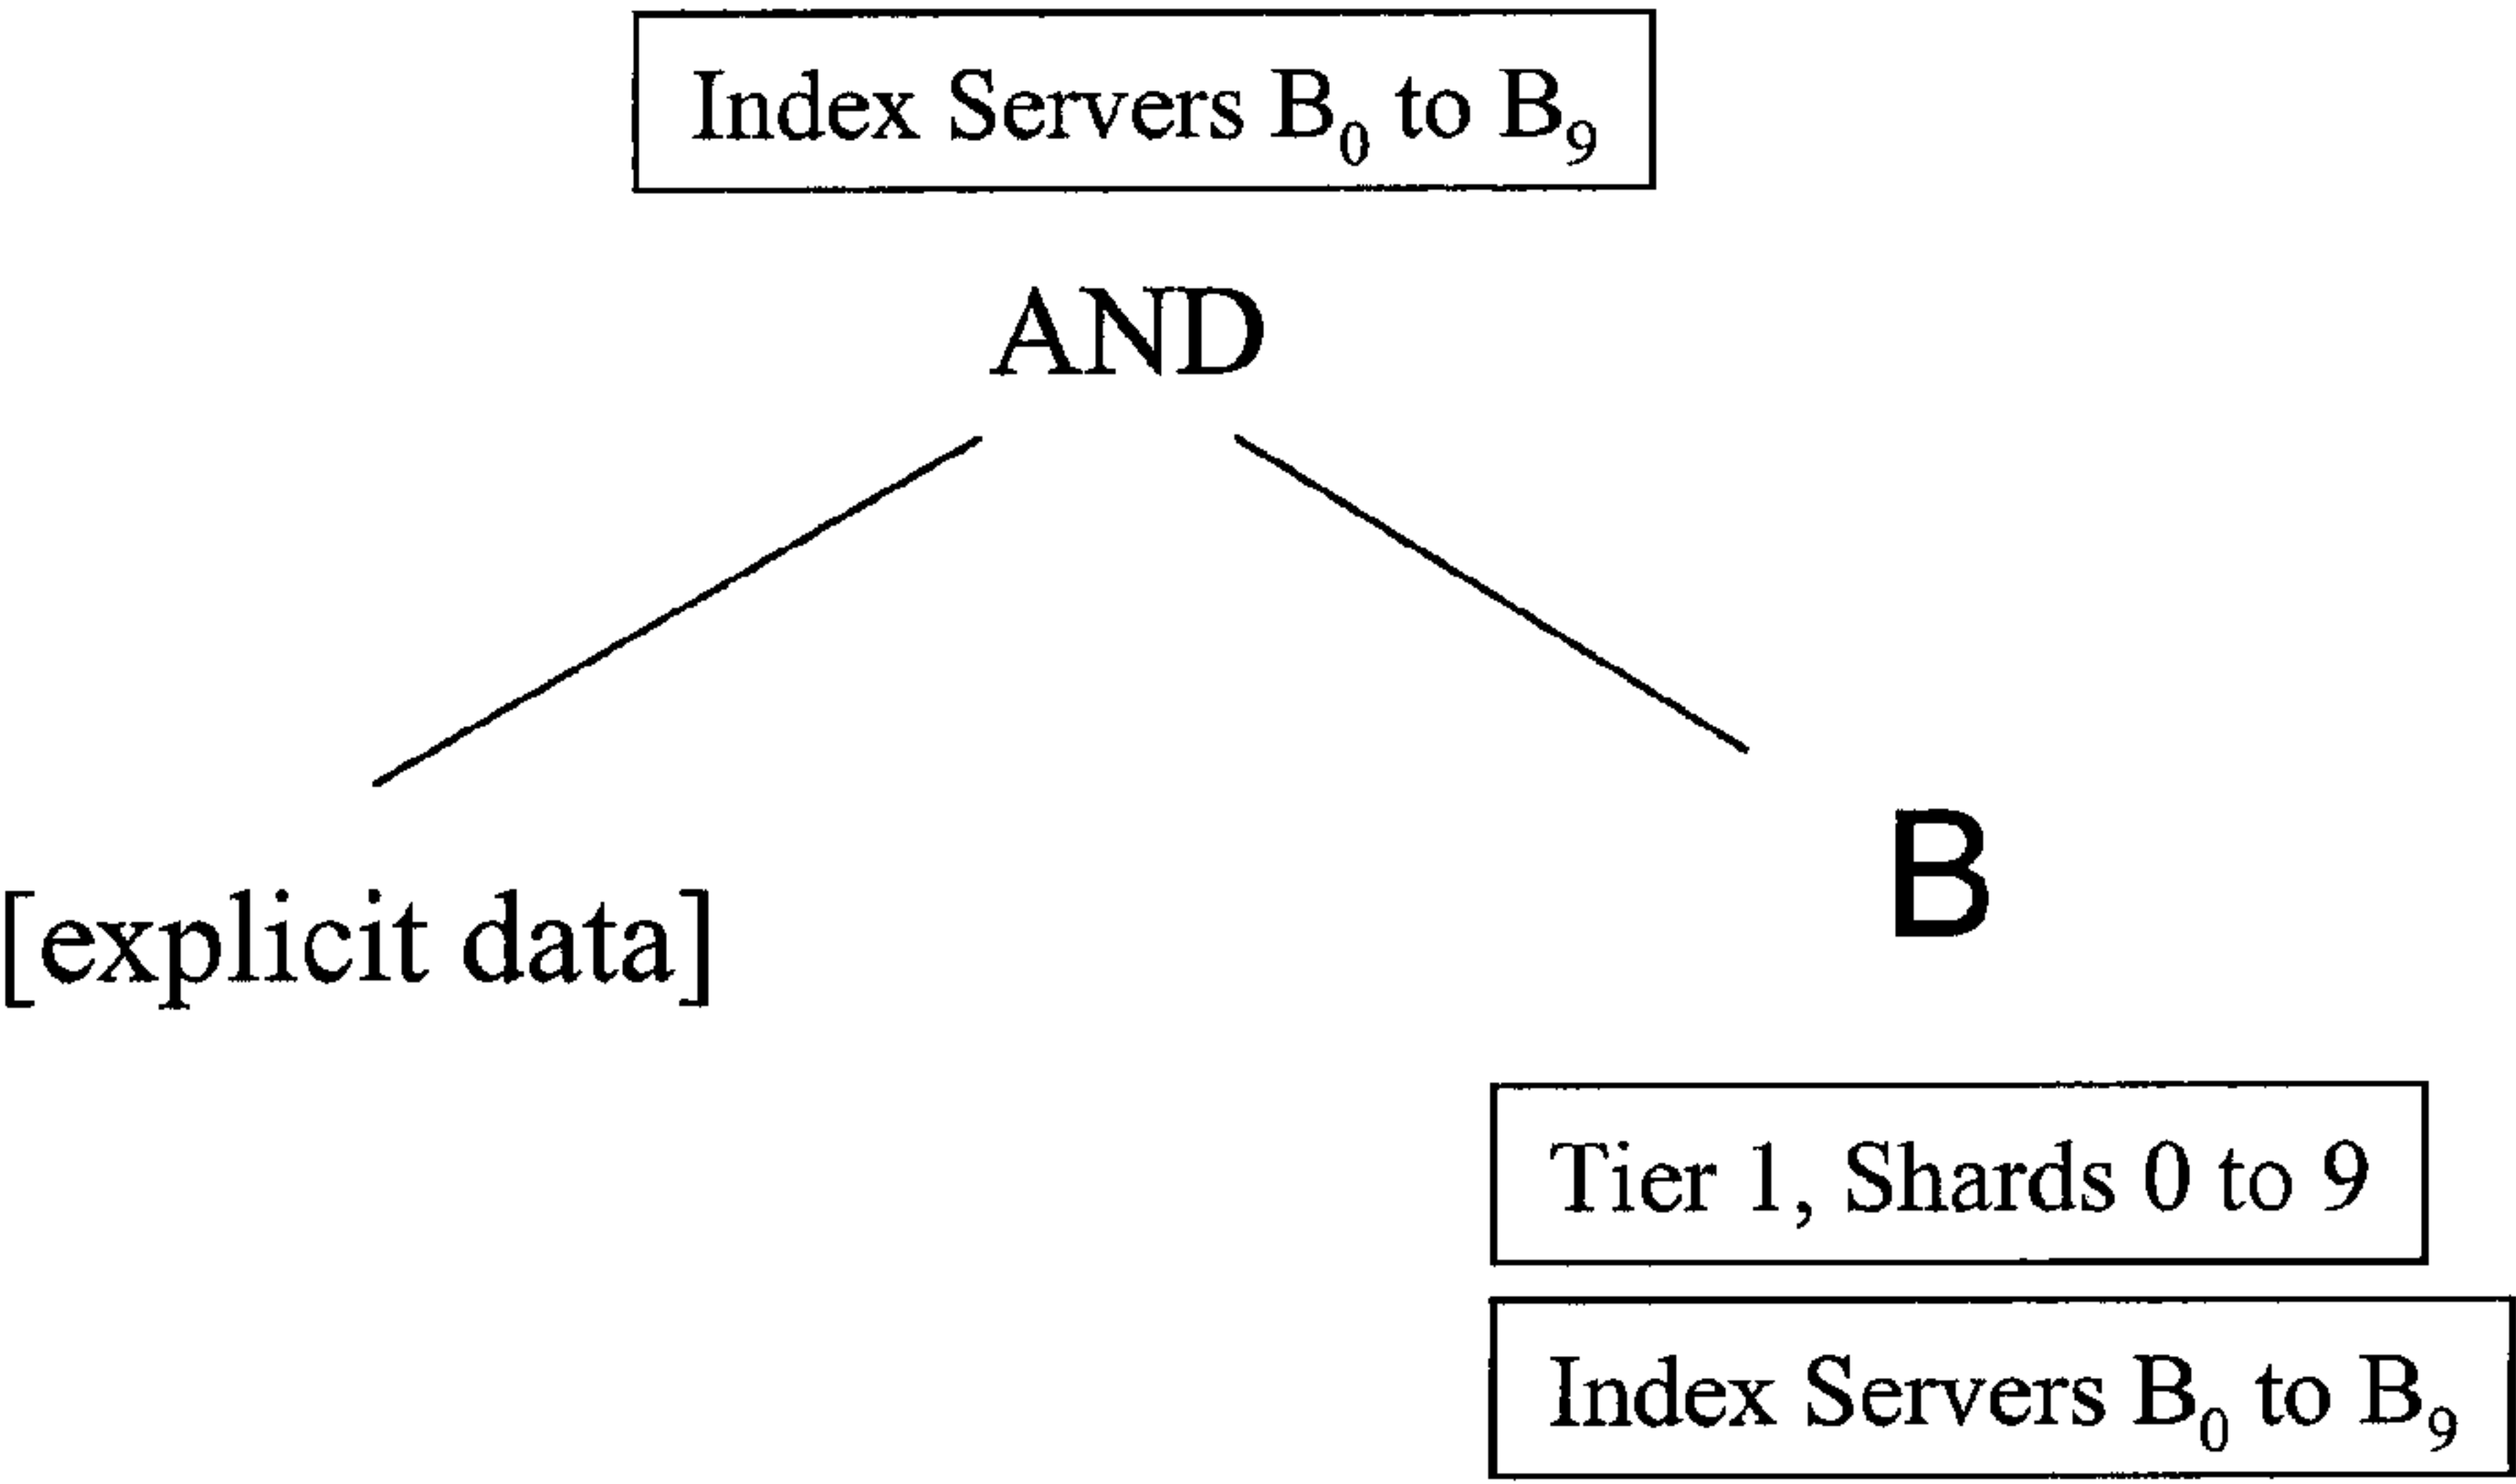 Index Servers B₀ to B₉
AND
[explicit data]
B
Tier 1, Shards 0 to 9
Index Servers B₀ to B₉